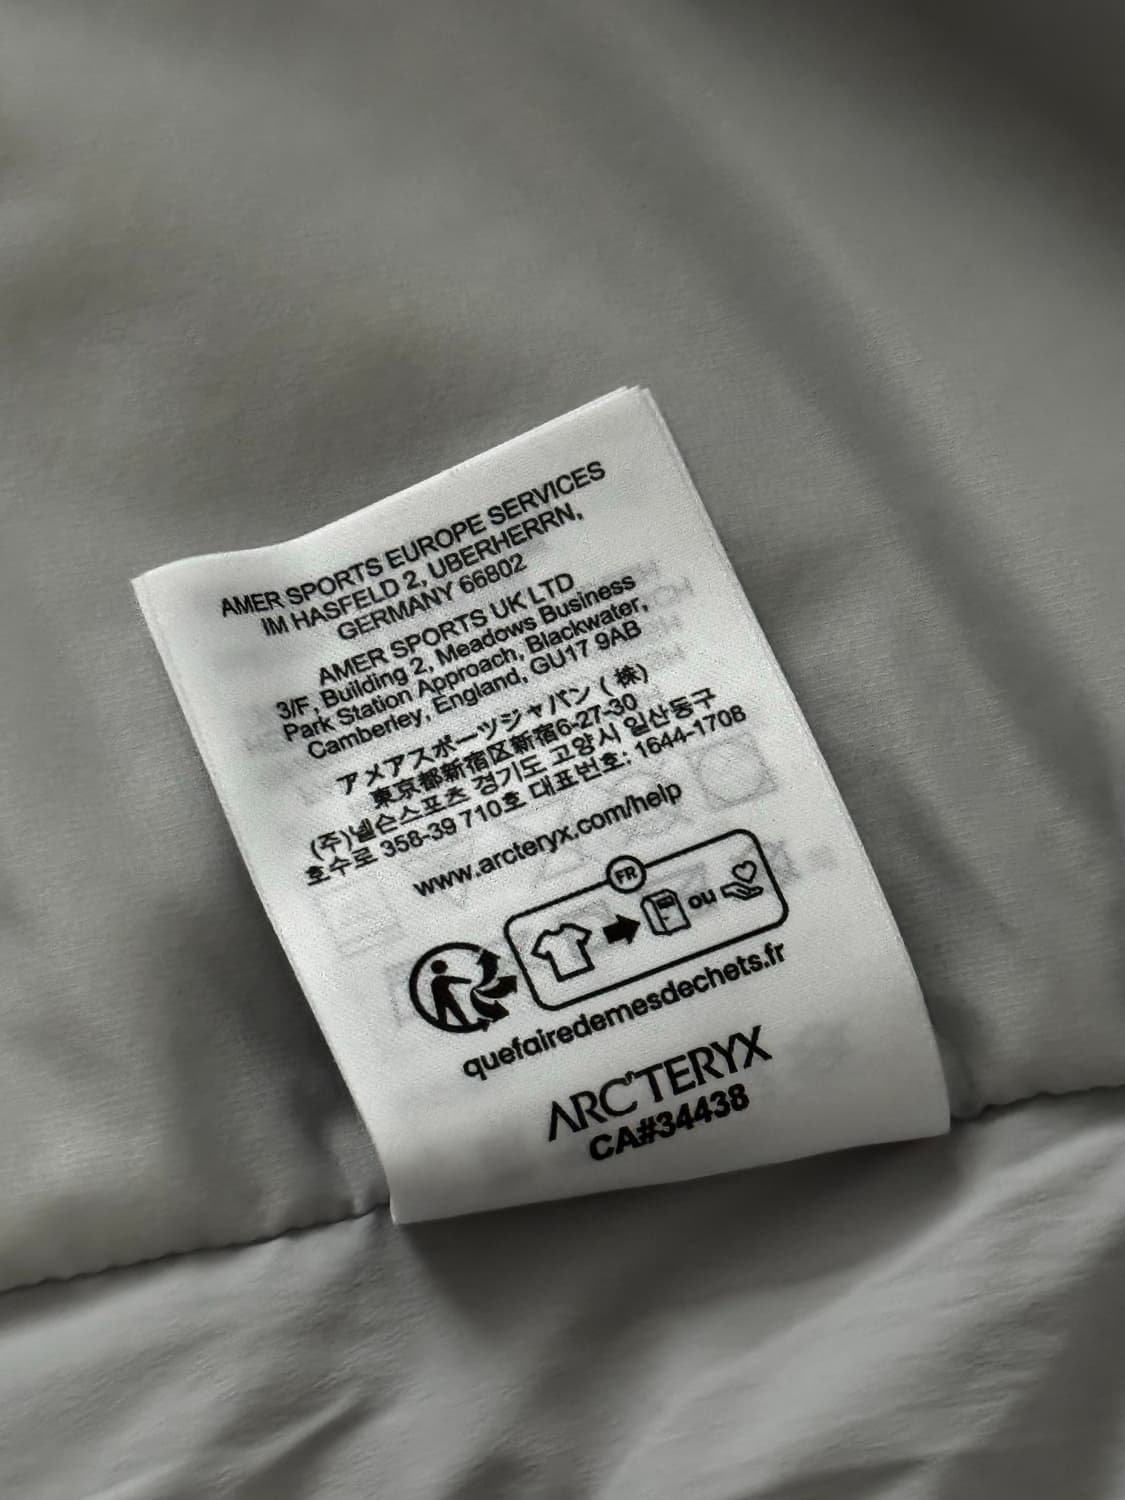 AMER SPORTS EUROPE SERVICES
IM HASFELD 2, UBERHERRN,
GERMANY 66802
AMER SPORTS UK LTD
3/F, Building 2, Meadows Business
Park Station Approach, Blackwater,
Camberley, England, GU17 9AB
アメアスポーツジャパン (株)
東京都新宿区新宿6-27-30
(주)넬슨스포츠 경기도 고양시 일산동구
호수로 358-39 710호 대표번호: 1644-1708
www.arcteryx.com/help
FR
ou
quefairedemesdechets.fr
ARC'TERYX
CA#34438